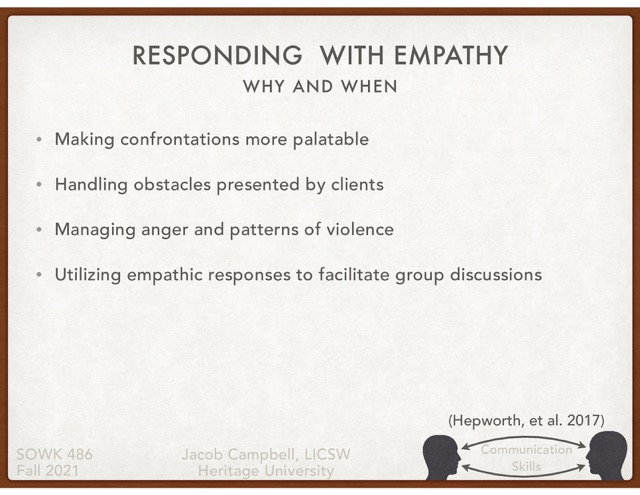 RESPONDING WITH EMPATHY
WHY AND WHEN
• Making confrontations more palatable
• Handling obstacles presented by clients
• Managing anger and patterns of violence
• Utilizing empathic responses to facilitate group discussions
(Hepworth, et al. 2017)
SOWK 486
Fall 2021
Jacob Campbell, LICSW
Heritage University
Communication
Skills